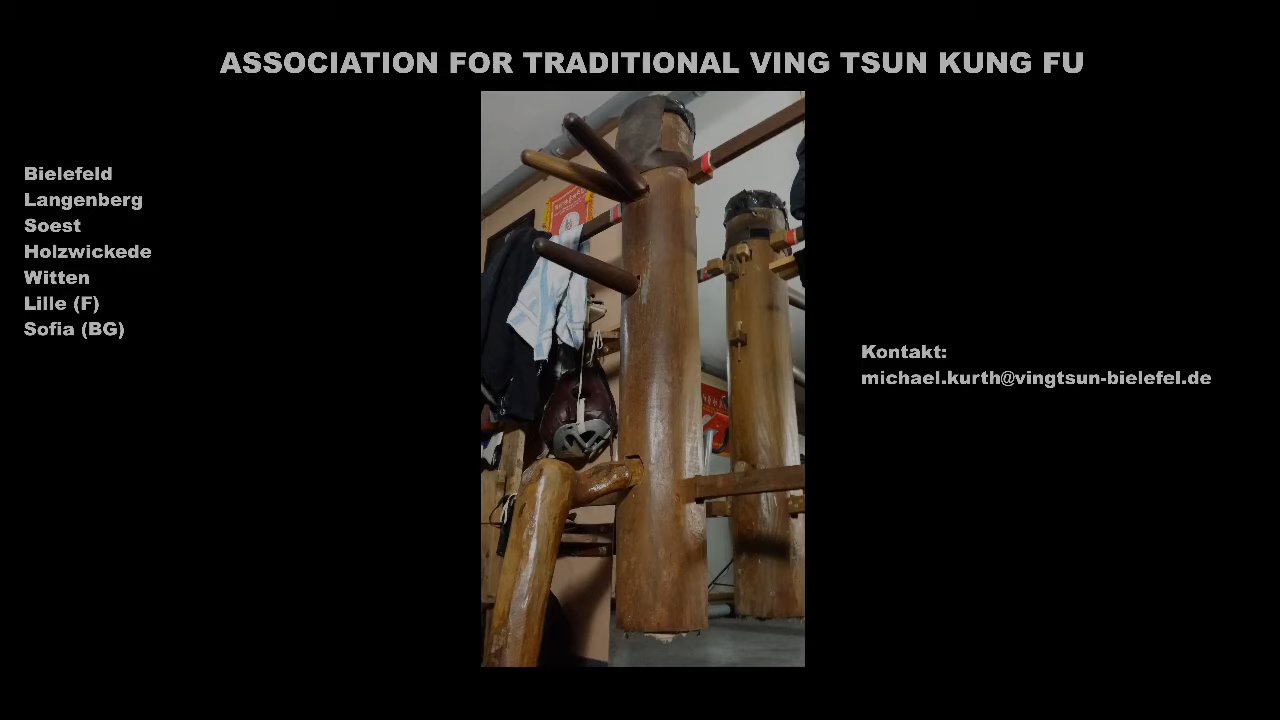 ASSOCIATION FOR TRADITIONAL VING TSUN KUNG FU
Bielefeld
Langenberg
Soest
Holzwickede
Witten
Lille (F)
Sofia (BG)
Kontakt:
michael.kurth@vingtsun-bielefel.de